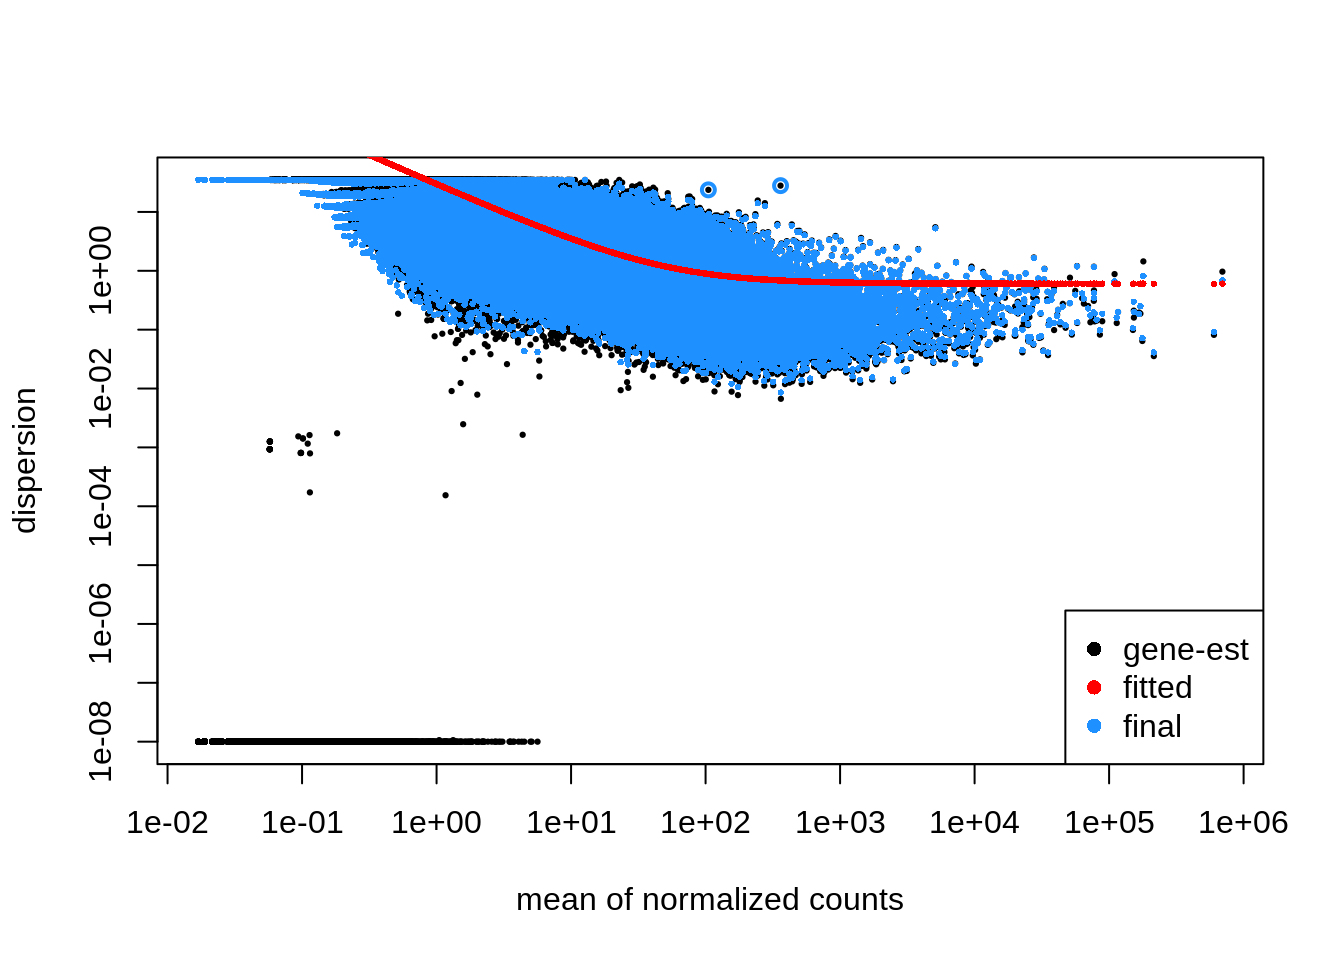 dispersion
1e+00
1e-02
1e-04
1e-06
1e-08
gene-est
fitted
final
1e-02 1e-01 1e+00 1e+01 1e+02 1e+03 1e+04 1e+05 1e+06
mean of normalized counts